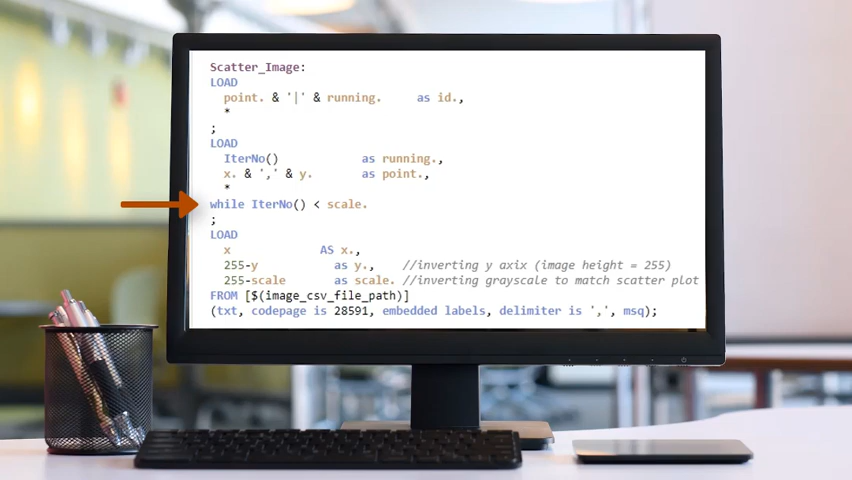 Scatter_Image:
LOAD
point. & '|' & running. as id.,
*
;
LOAD
IterNo() as running.,
x. & ',' & y. as point.,
*
while IterNo() < scale.
;
LOAD
x AS x.,
255-y as y., //inverting y axix (image height = 255)
255-scale as scale. //inverting grayscale to match scatter plot
FROM [$(image_csv_file_path)]
(txt, codepage is 28591, embedded labels, delimiter is ',', msq);